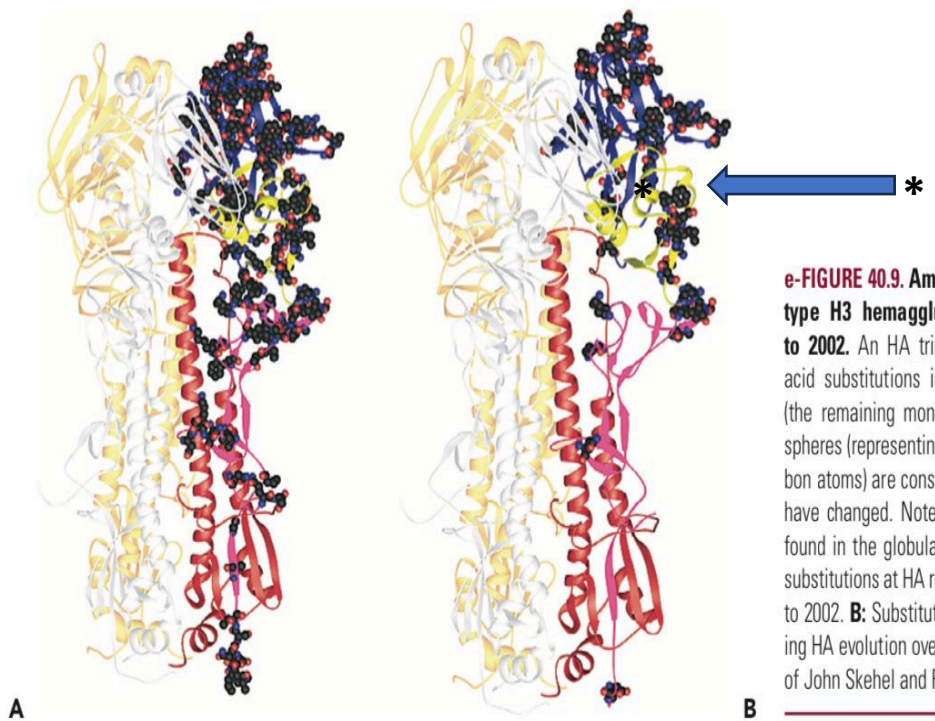 *
*
e-FIGURE 40.9. Am
type H3 hemagglu
to 2002. An HA tri
acid substitutions i
(the remaining mon
spheres (representing
bon atoms) are cons
have changed. Note
found in the globula
substitutions at HA r
to 2002. B: Substitut
ing HA evolution ove
of John Skehel and
A
B